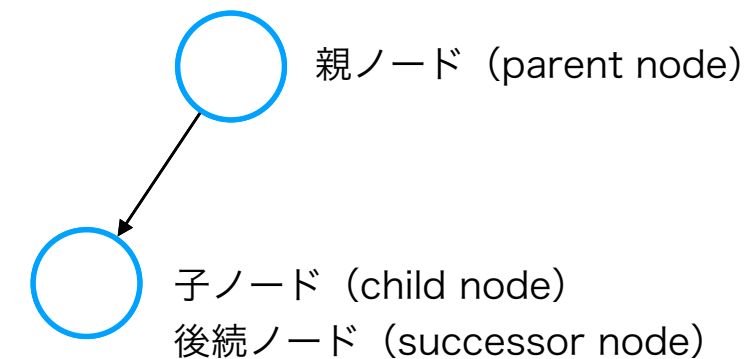 親ノード（parent node）
子ノード（child node）
後続ノード（successor node）